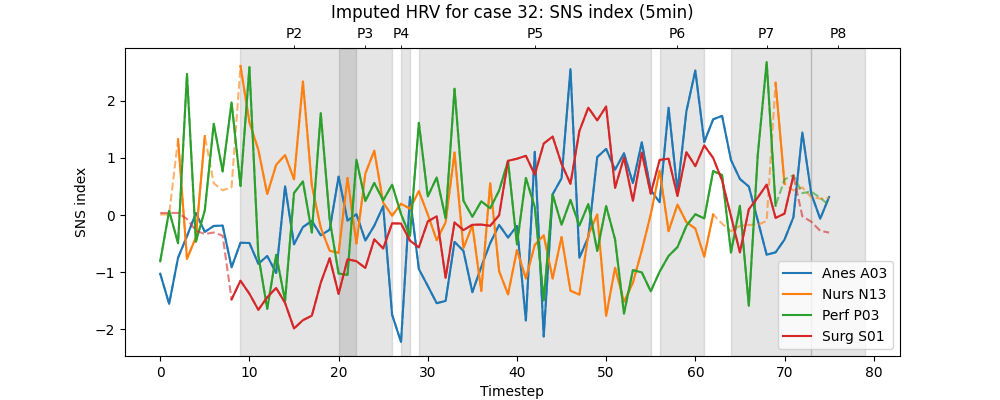 Imputed HRV for case 32: SNS index (5min)
P2 P3 P4 P5 P6 P7 P8
2
1
0
−1
−2
SNS index
0 10 20 30 40 50 60 70 80
Timestep
Anes A03
Nurs N13
Perf P03
Surg S01